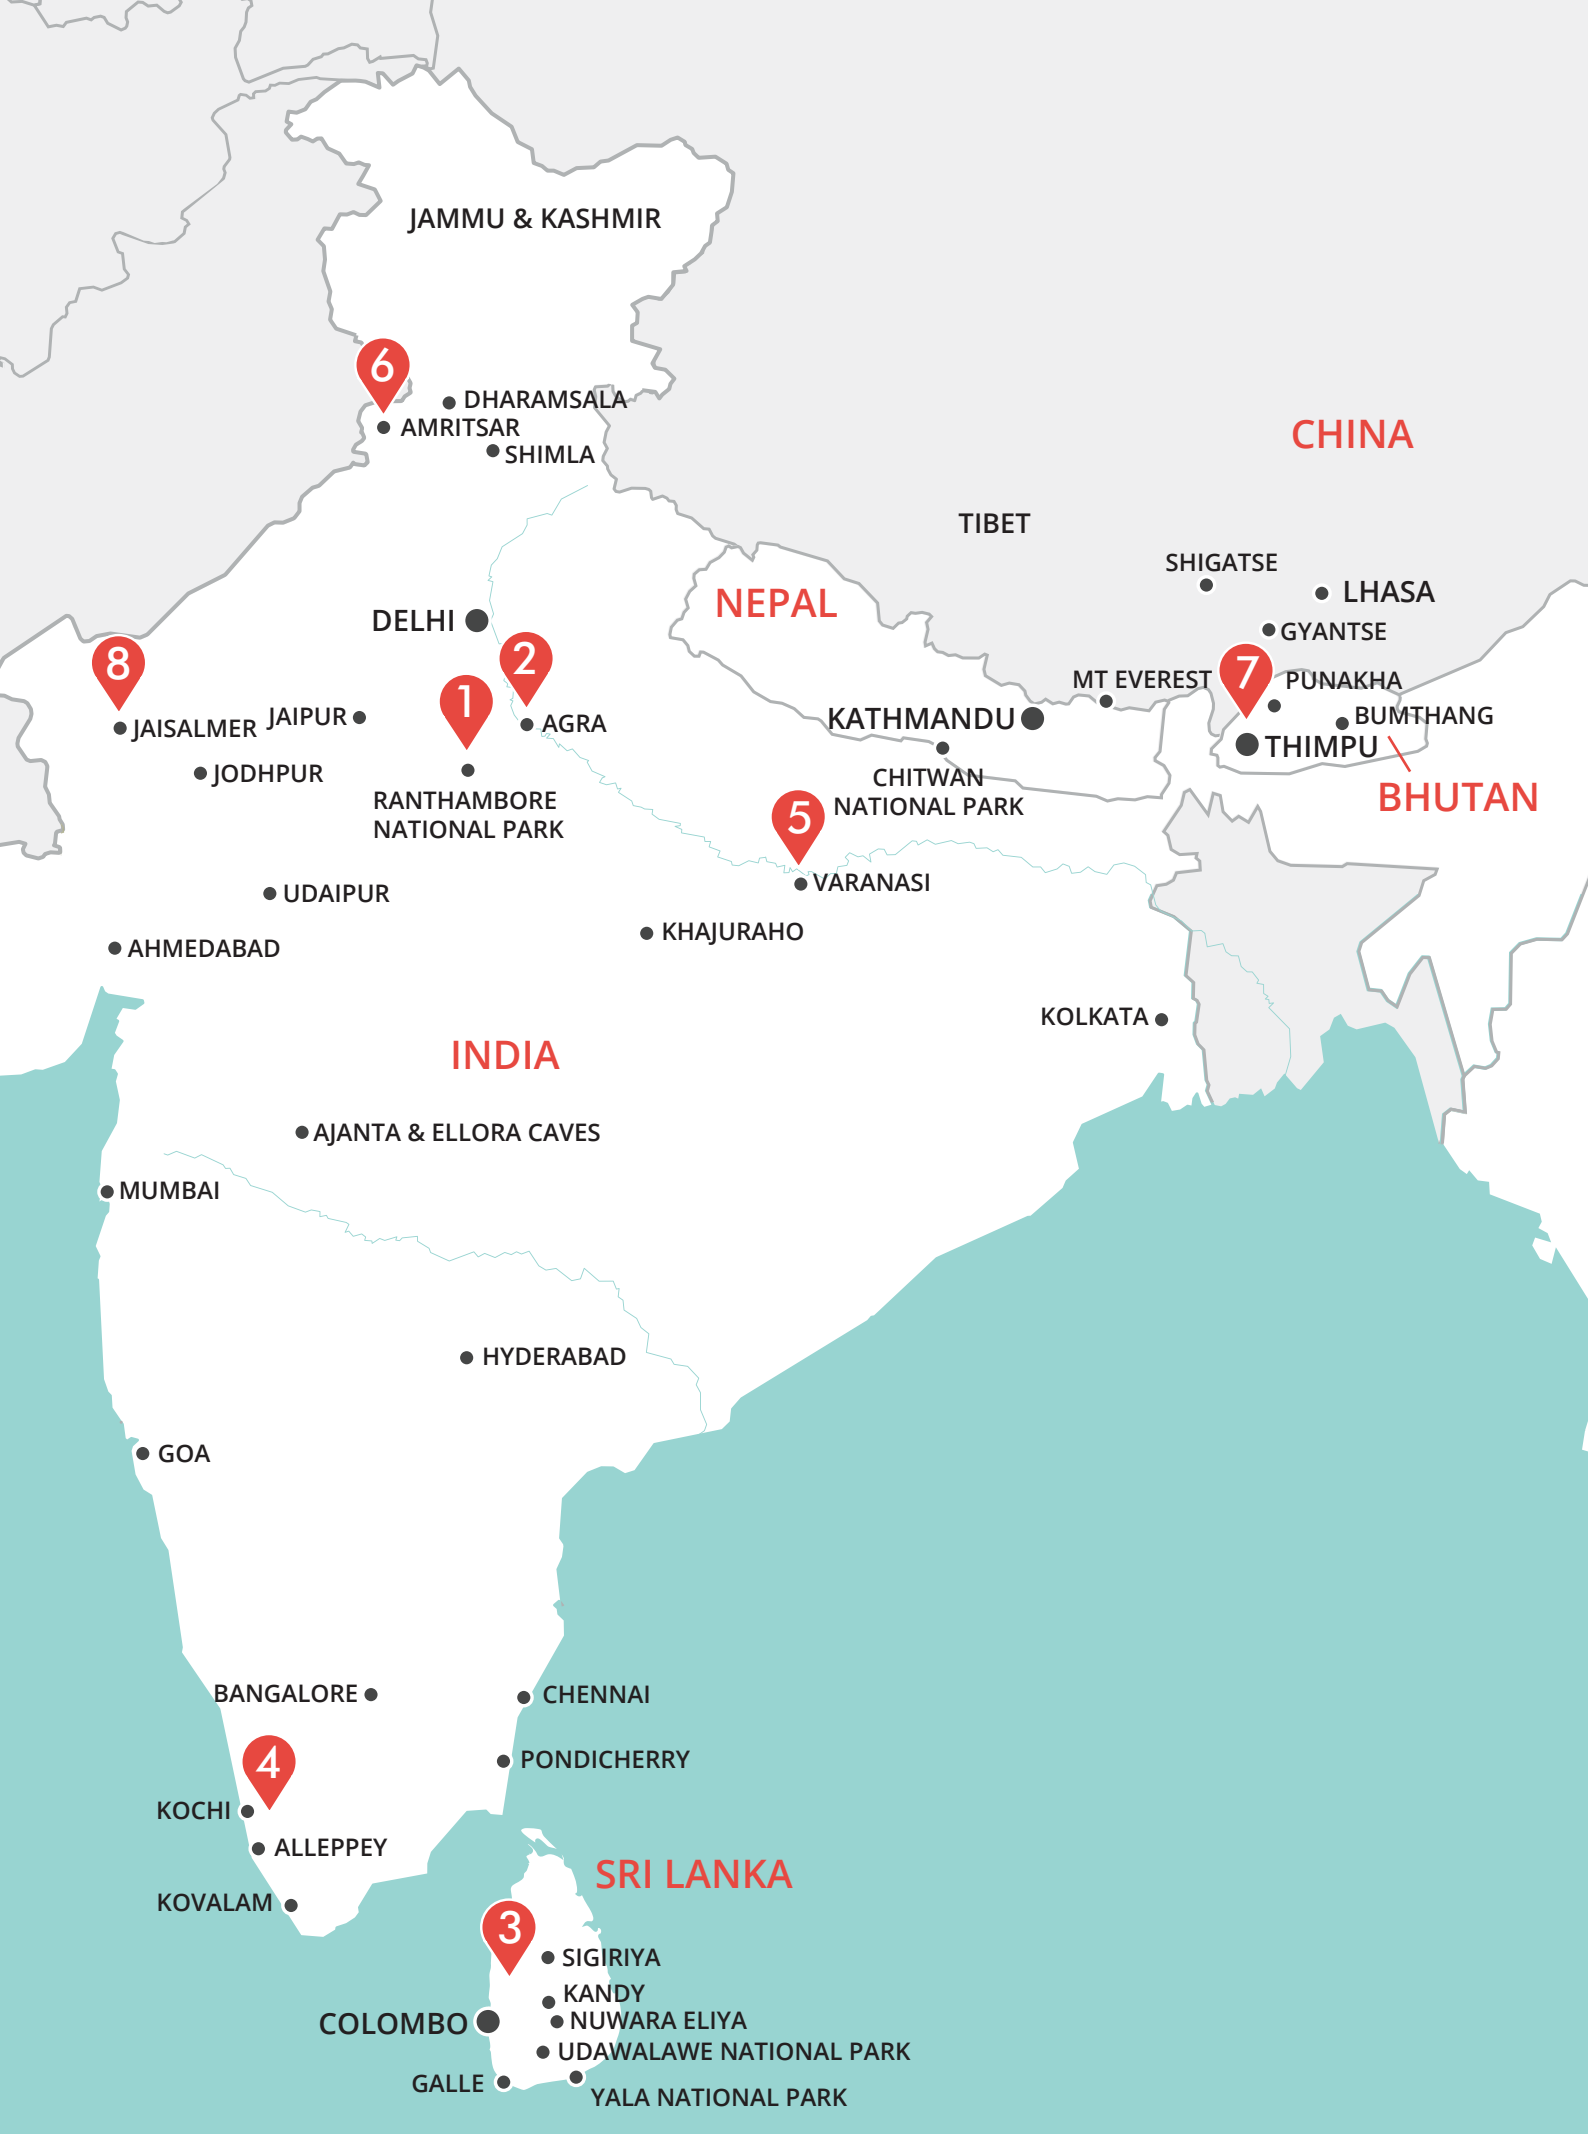 JAMMU & KASHMIR
6
DHARAMSALA
AMRITSAR
SHIMLA
CHINA
TIBET
SHIGATSE
LHASA
NEPAL
DELHI
GYANTSE
8
2
7
MT EVEREST
PUNAKHA
1
JAISALMER
JAIPUR
AGRA
KATHMANDU
BUMTHANG
THIMPU
JODHPUR
CHITWAN
NATIONAL PARK
BHUTAN
RANTHAMBORE
NATIONAL PARK
5
VARANASI
UDAIPUR
KHAJURAHO
AHMEDABAD
KOLKATA
INDIA
AJANTA & ELLORA CAVES
MUMBAI
HYDERABAD
GOA
BANGALORE
CHENNAI
4
PONDICHERRY
KOCHI
ALLEPPEY
SRI LANKA
KOVALAM
3
SIGIRIYA
KANDY
COLOMBO
NUWARA ELIYA
UDAWALAWE NATIONAL PARK
GALLE
YALA NATIONAL PARK